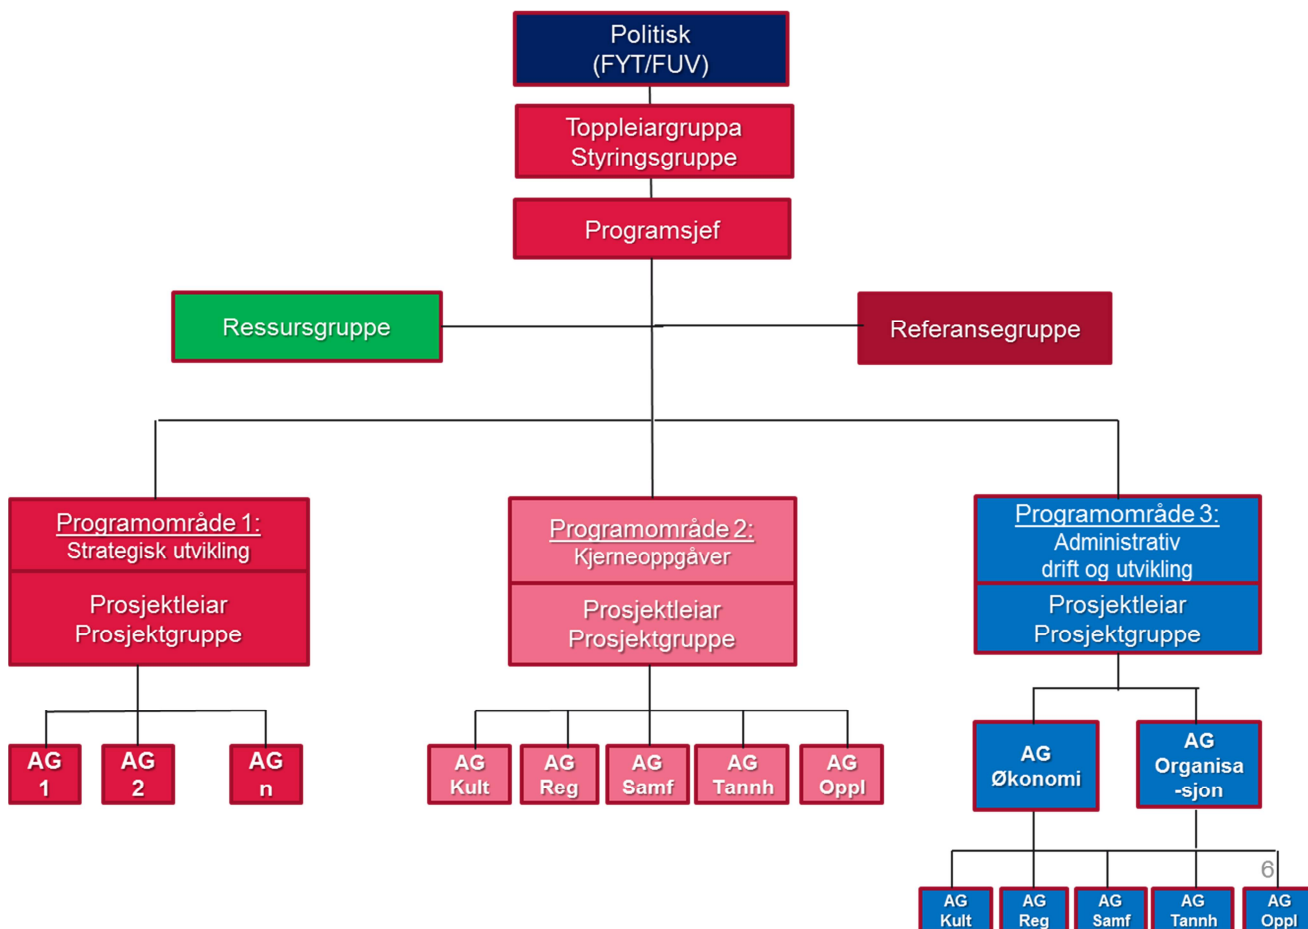 Politisk
(FYT/FUV)
Toppleiargruppa
Styringsgruppe
Programsjef
Ressursgruppe
Referansegruppe
Programområde 1:
Strategisk utvikling
Prosjektleiar
Prosjektgruppe
Programområde 2:
Kjerneoppgåver
Prosjektleiar
Prosjektgruppe
Programområde 3:
Administrativ
drift og utvikling
Prosjektleiar
Prosjektgruppe
AG
1
AG
2
AG
n
AG
Kult
AG
Reg
AG
Samf
AG
Tannh
AG
Oppl
AG
Økonomi
AG
Organisa
-sjon
6
AG
Kult
AG
Reg
AG
Samf
AG
Tannh
AG
Oppl